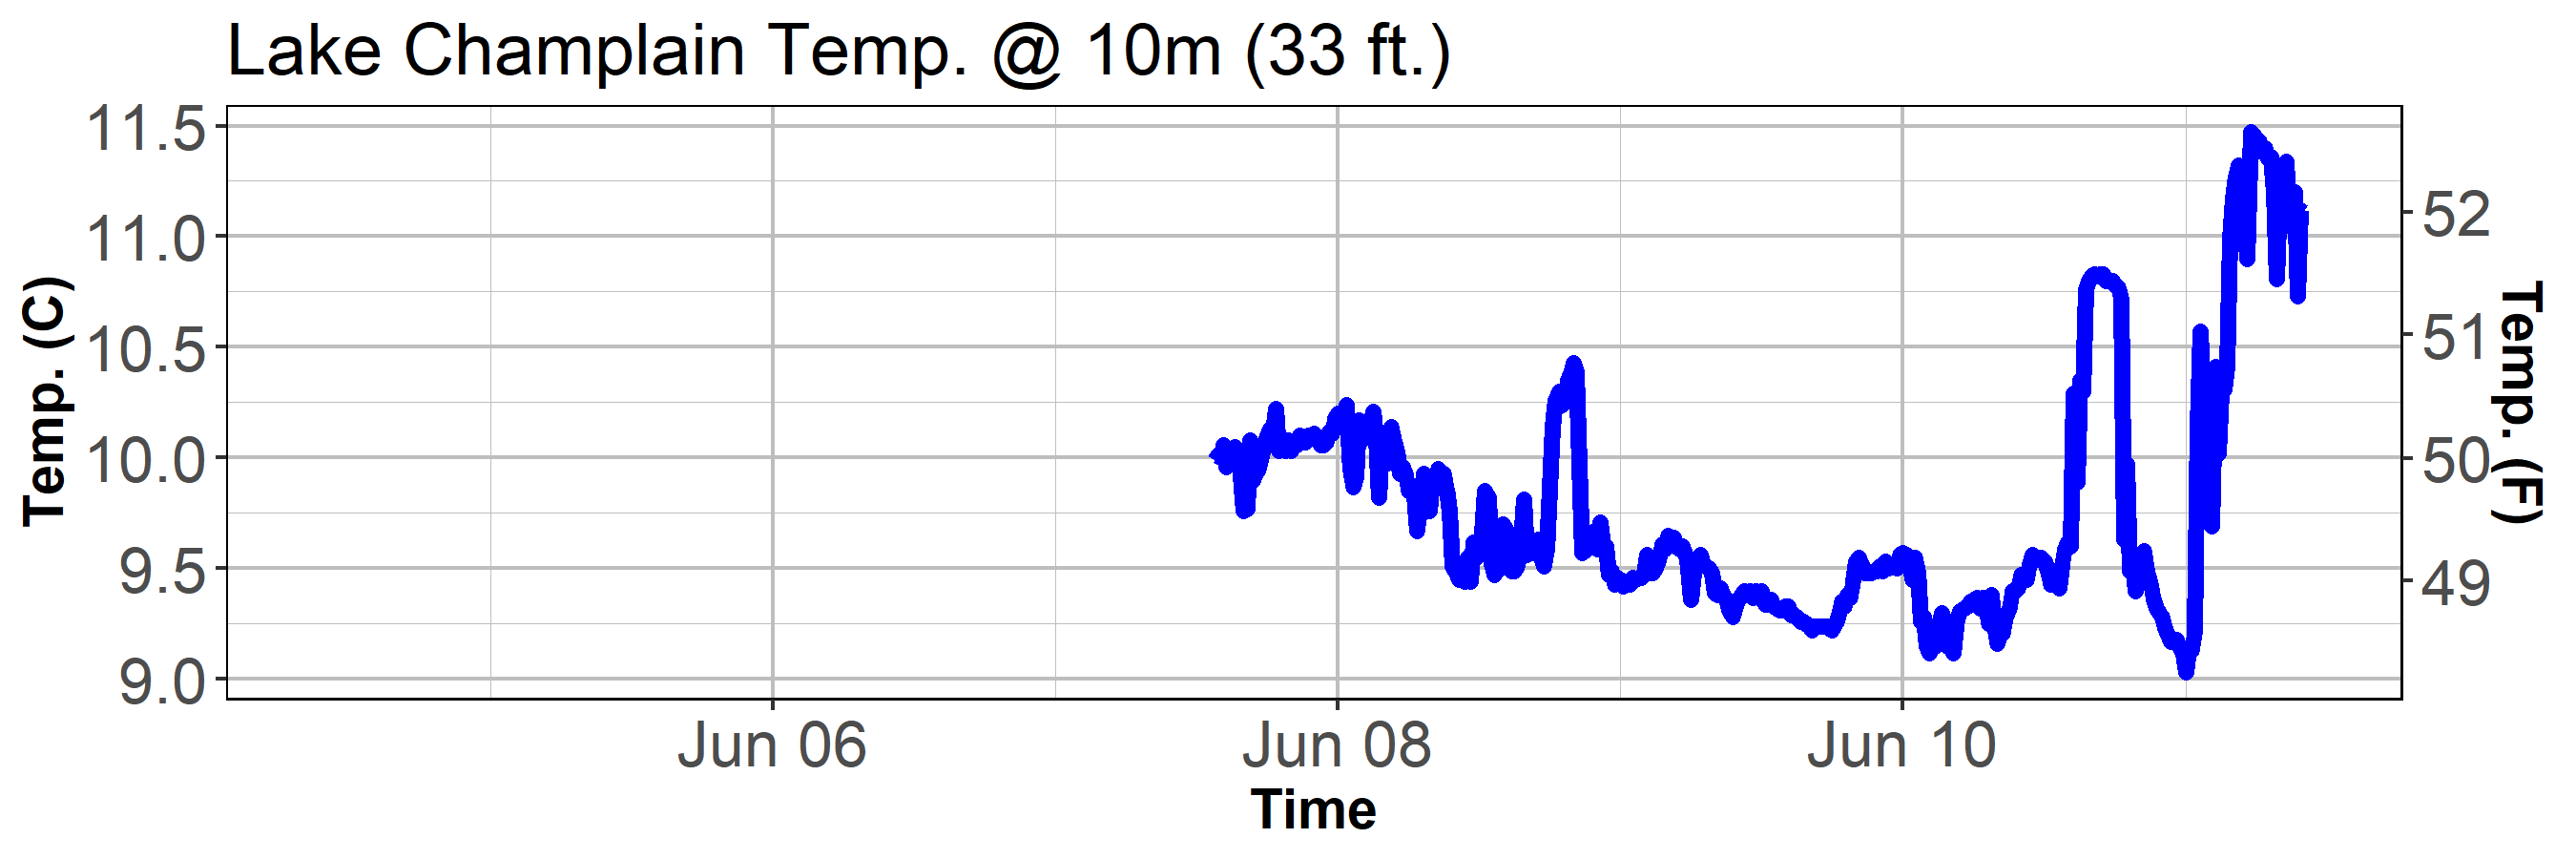 Lake Champlain Temp. @ 10m (33 ft.)
11.5
11.0
10.5
10.0
9.5
9.0
Temp. (C)
52
51
50
49
Temp. (F)
Jun 06
Jun 08
Jun 10
Time